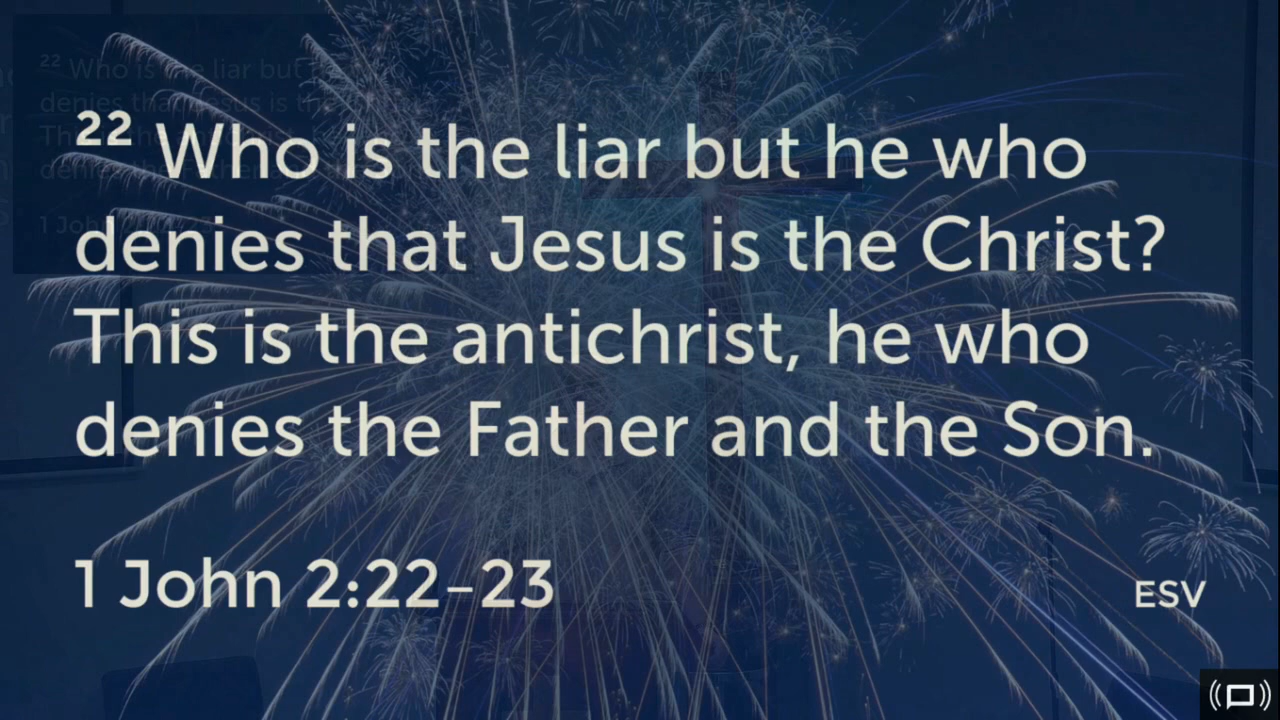 22 Who is the liar but he who
denies that Jesus is the Christ?
This is the antichrist, he who
denies the Father and the Son.
1 John 2:22–23
ESV